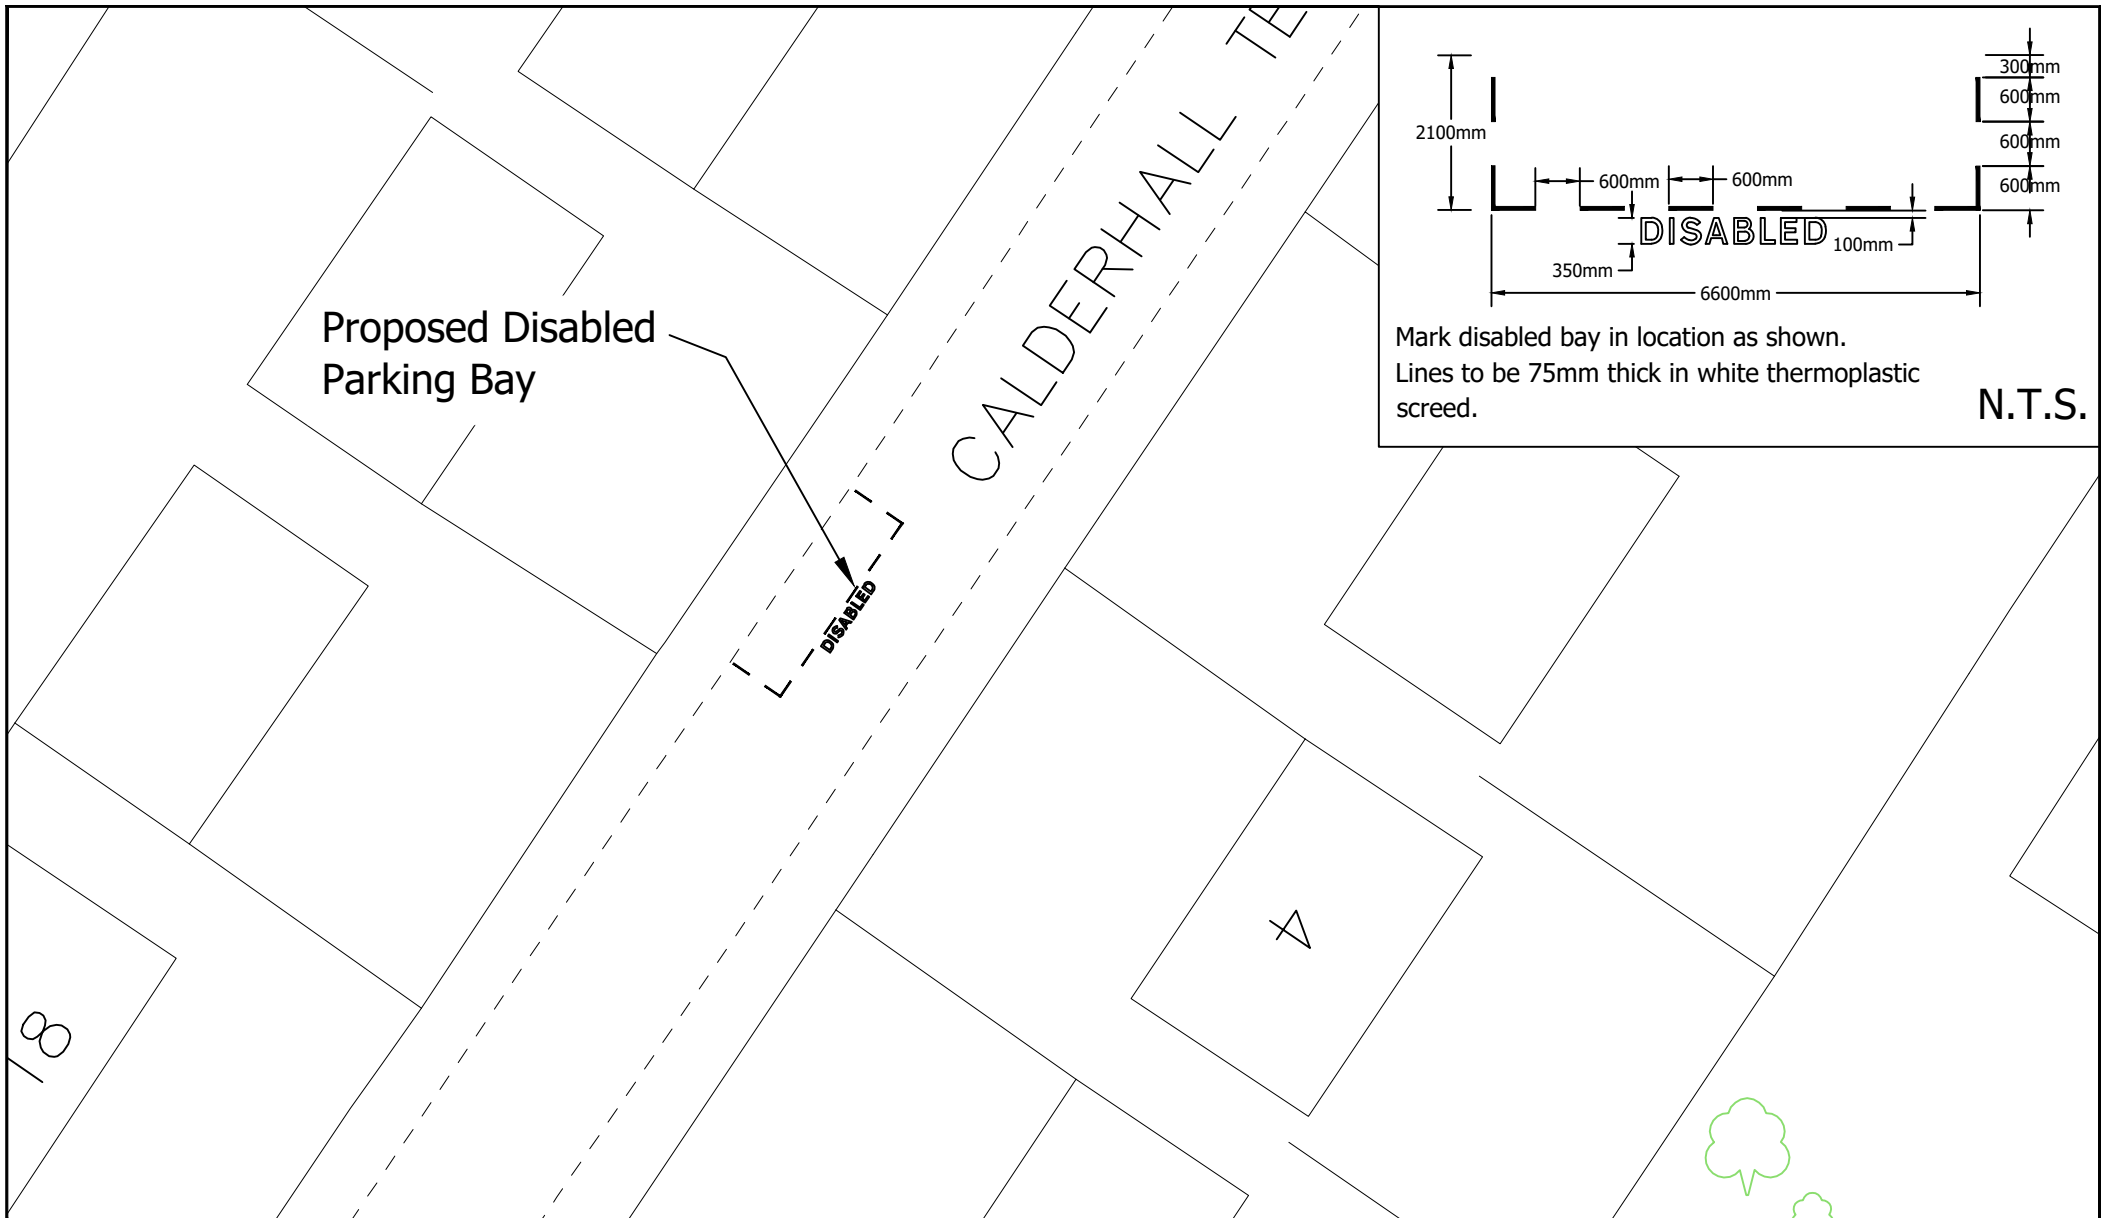 CALDERHALL TE
Proposed Disabled
Parking Bay
DISABLED
4
18
2100mm
300mm
600mm
600mm
600mm
600mm
600mm
DISABLED
100mm
350mm
6600mm
Mark disabled bay in location as shown.
Lines to be 75mm thick in white thermoplastic
screed.
N.T.S.